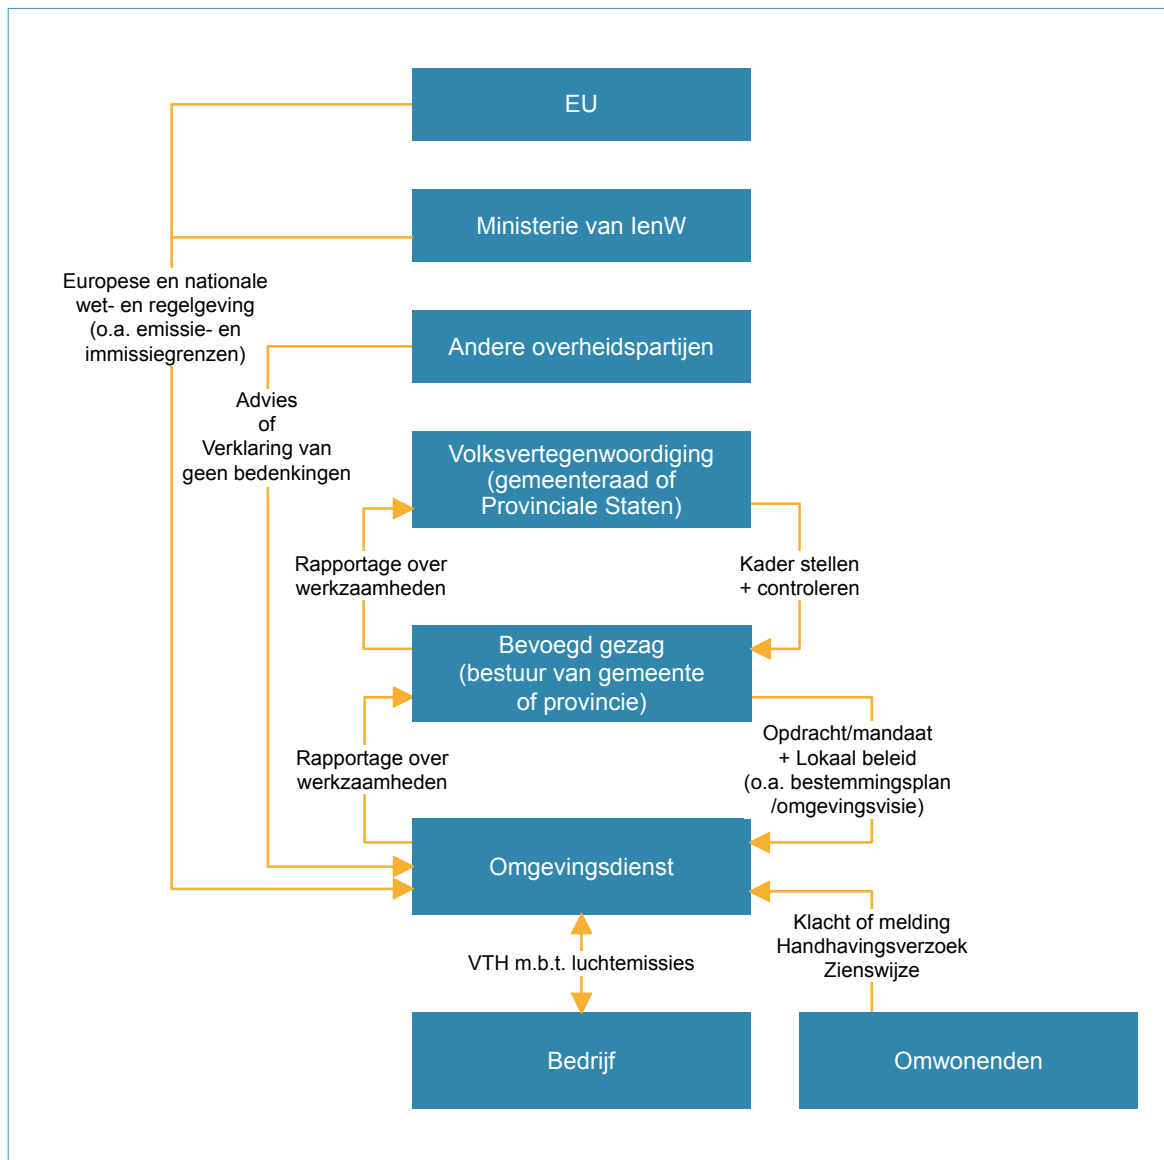 EU
Ministerie van IenW
Europese en nationale
wet- en regelgeving
(o.a. emissie- en
immissiegrenzen)
Andere overheidspartijen
Advies
of
Verklaring van
geen bedenkingen
Volksvertegenwoordiging
(gemeenteraad of
Provinciale Staten)
Rapportage over
werkzaamheden
Kader stellen
+ controleren
Bevoegd gezag
(bestuur van gemeente
of provincie)
Rapportage over
werkzaamheden
Opdracht/mandaat
+ Lokaal beleid
(o.a. bestemmingsplan
/omgevingsvisie)
Omgevingsdienst
Klacht of melding
Handhavingsverzoek
Zienswijze
VTH m.b.t. luchtemissies
Bedrijf
Omwonenden